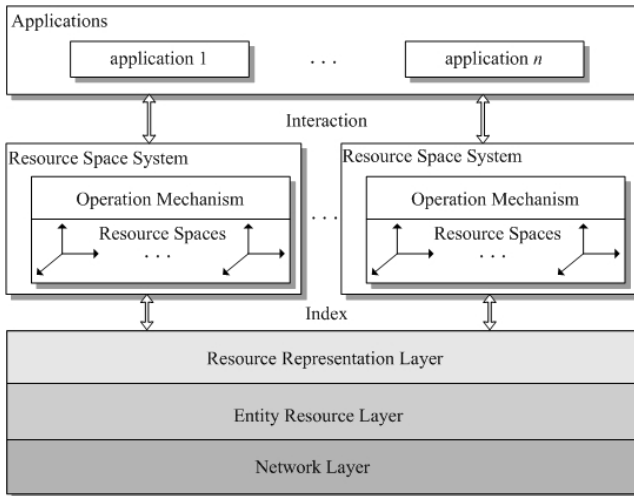 Applications
application 1
. . .
application n
Interaction
Resource Space System
Resource Space System
Operation Mechanism
Operation Mechanism
Resource Spaces
. . .
. . .
Resource Spaces
. . .
Index
Resource Representation Layer
Entity Resource Layer
Network Layer